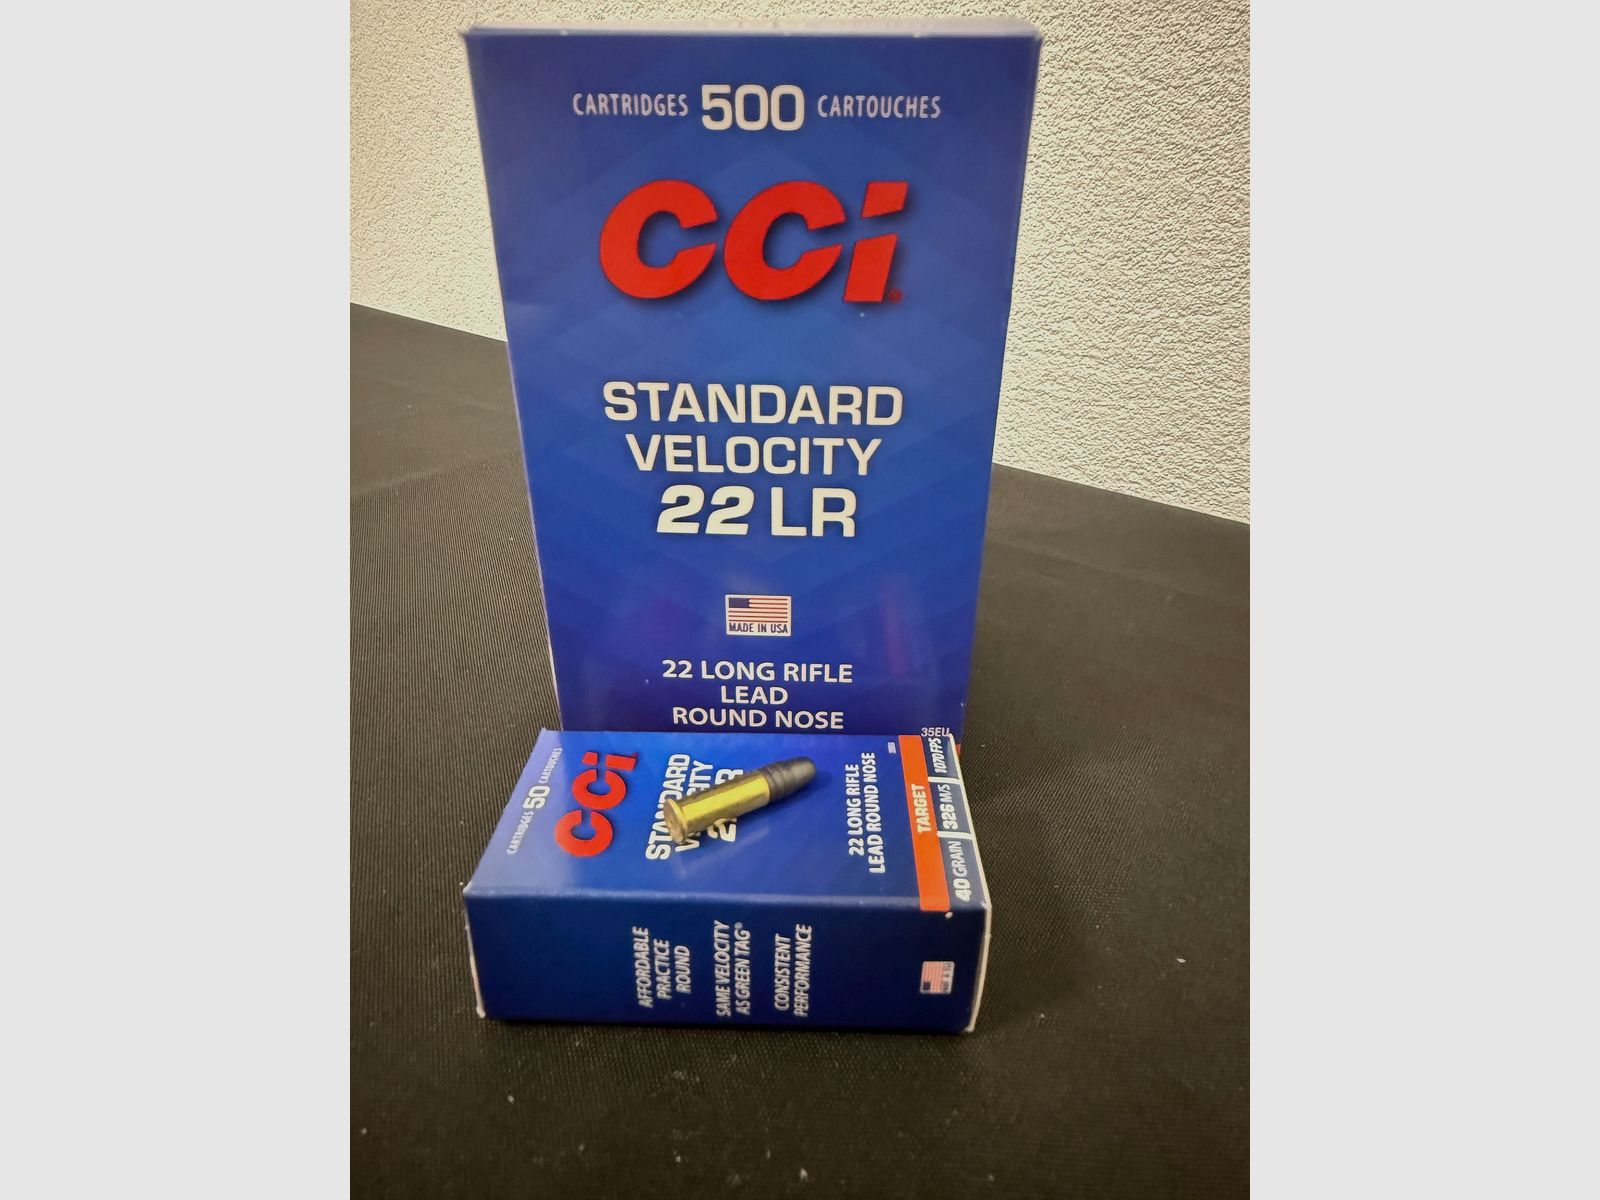 CARTRIDGES 500 CARTOUCHES
CCi
STANDARD
VELOCITY
22 LR
MADE IN USA
22 LONG RIFLE
LEAD
ROUND NOSE
35EU
CARTRIDGES 50 CARTOUCHES
CCi
STANDARD
22 LONG RIFLE
LEAD ROUND NOSE
TARGET
40 GRAIN 326 M/S 1070 FPS
AFFORDABLE
PRACTICE
ROUND
SAME VELOCITY
AS GREEN TAG®
CONSISTENT
PERFORMANCE